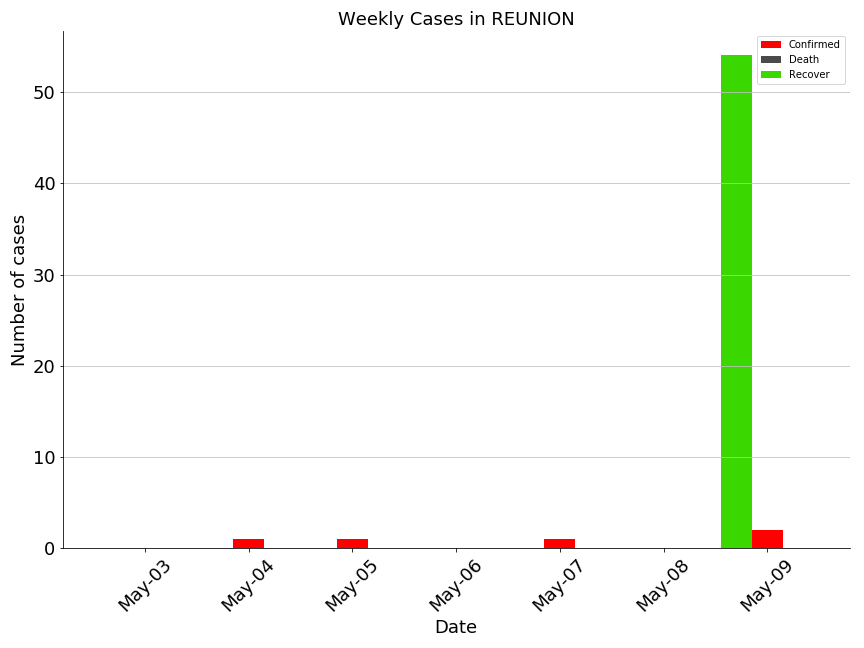 Weekly Cases in REUNION
Confirmed
Death
Recover
Number of cases
50
40
30
20
10
0
May-03
May-04
May-05
May-06
May-07
May-08
May-09
Date